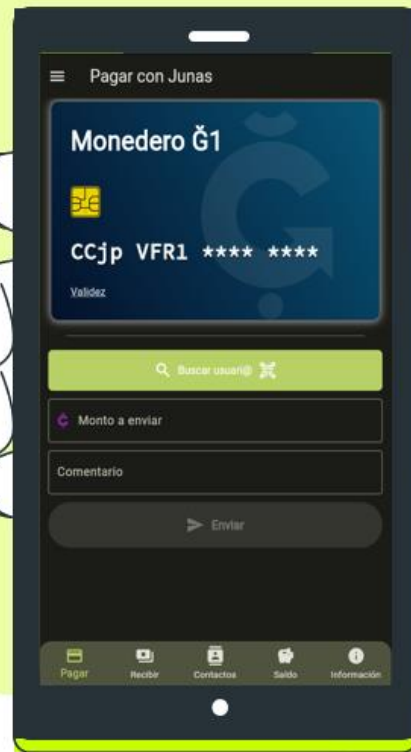 Pagar con Junas
Monedero Ğ1
CCjp VFR1 **** ****
Validez
Buscar usuari@
Monto a enviar
Comentario
Enviar
Pagar
Recibir
Contactos
Saldo
Información